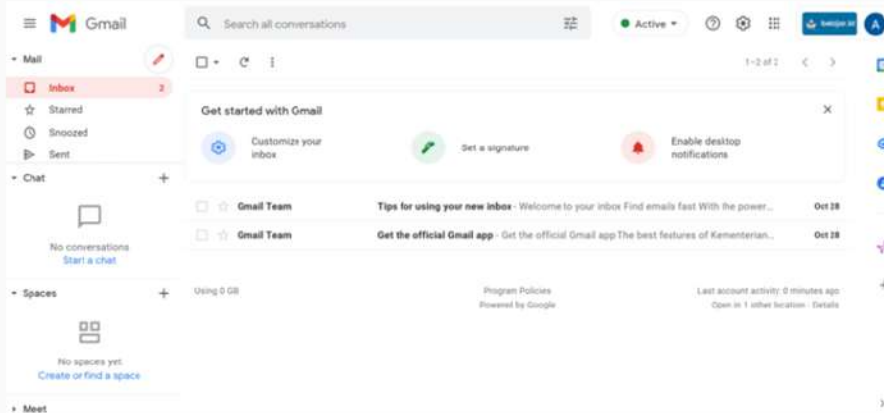 Gmail
Search all conversations
Active
Mail
1–2 of 2
Inbox
2
Starred
Snoozed
Sent
Get started with Gmail
Customize your
inbox
Set a signature
Enable desktop
notifications
Chat
No conversations
Start a chat
Gmail Team
Tips for using your new inbox - Welcome to your inbox Find emails fast With the power...
Oct 28
Gmail Team
Get the official Gmail app - Get the official Gmail app The best features of Kementerian...
Oct 28
Using 0 GB
Program Policies
Powered by Google
Last account activity: 0 minutes ago
Open in 1 other location - Details
Spaces
No spaces yet
Create or find a space
Meet
A